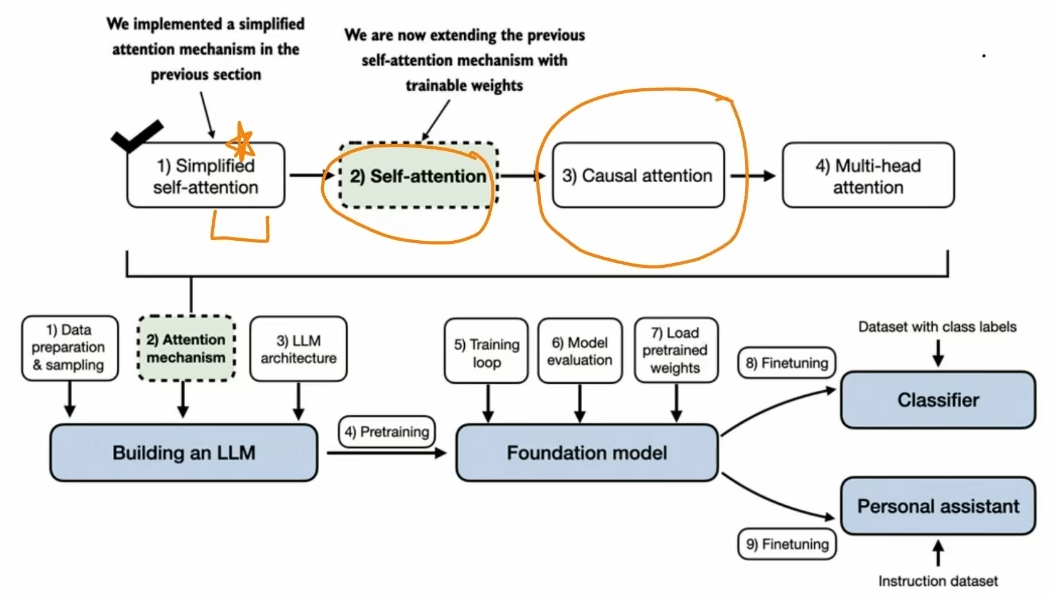 We implemented a simplified
attention mechanism in the
previous section
We are now extending the previous
self-attention mechanism with
trainable weights
1) Simplified
self-attention
2) Self-attention
3) Causal attention
4) Multi-head
attention
1) Data
preparation
& sampling
2) Attention
mechanism
3) LLM
architecture
5) Training
loop
6) Model
evaluation
7) Load
pretrained
weights
8) Finetuning
Dataset with class labels
Classifier
Building an LLM
4) Pretraining
Foundation model
Personal assistant
9) Finetuning
Instruction dataset